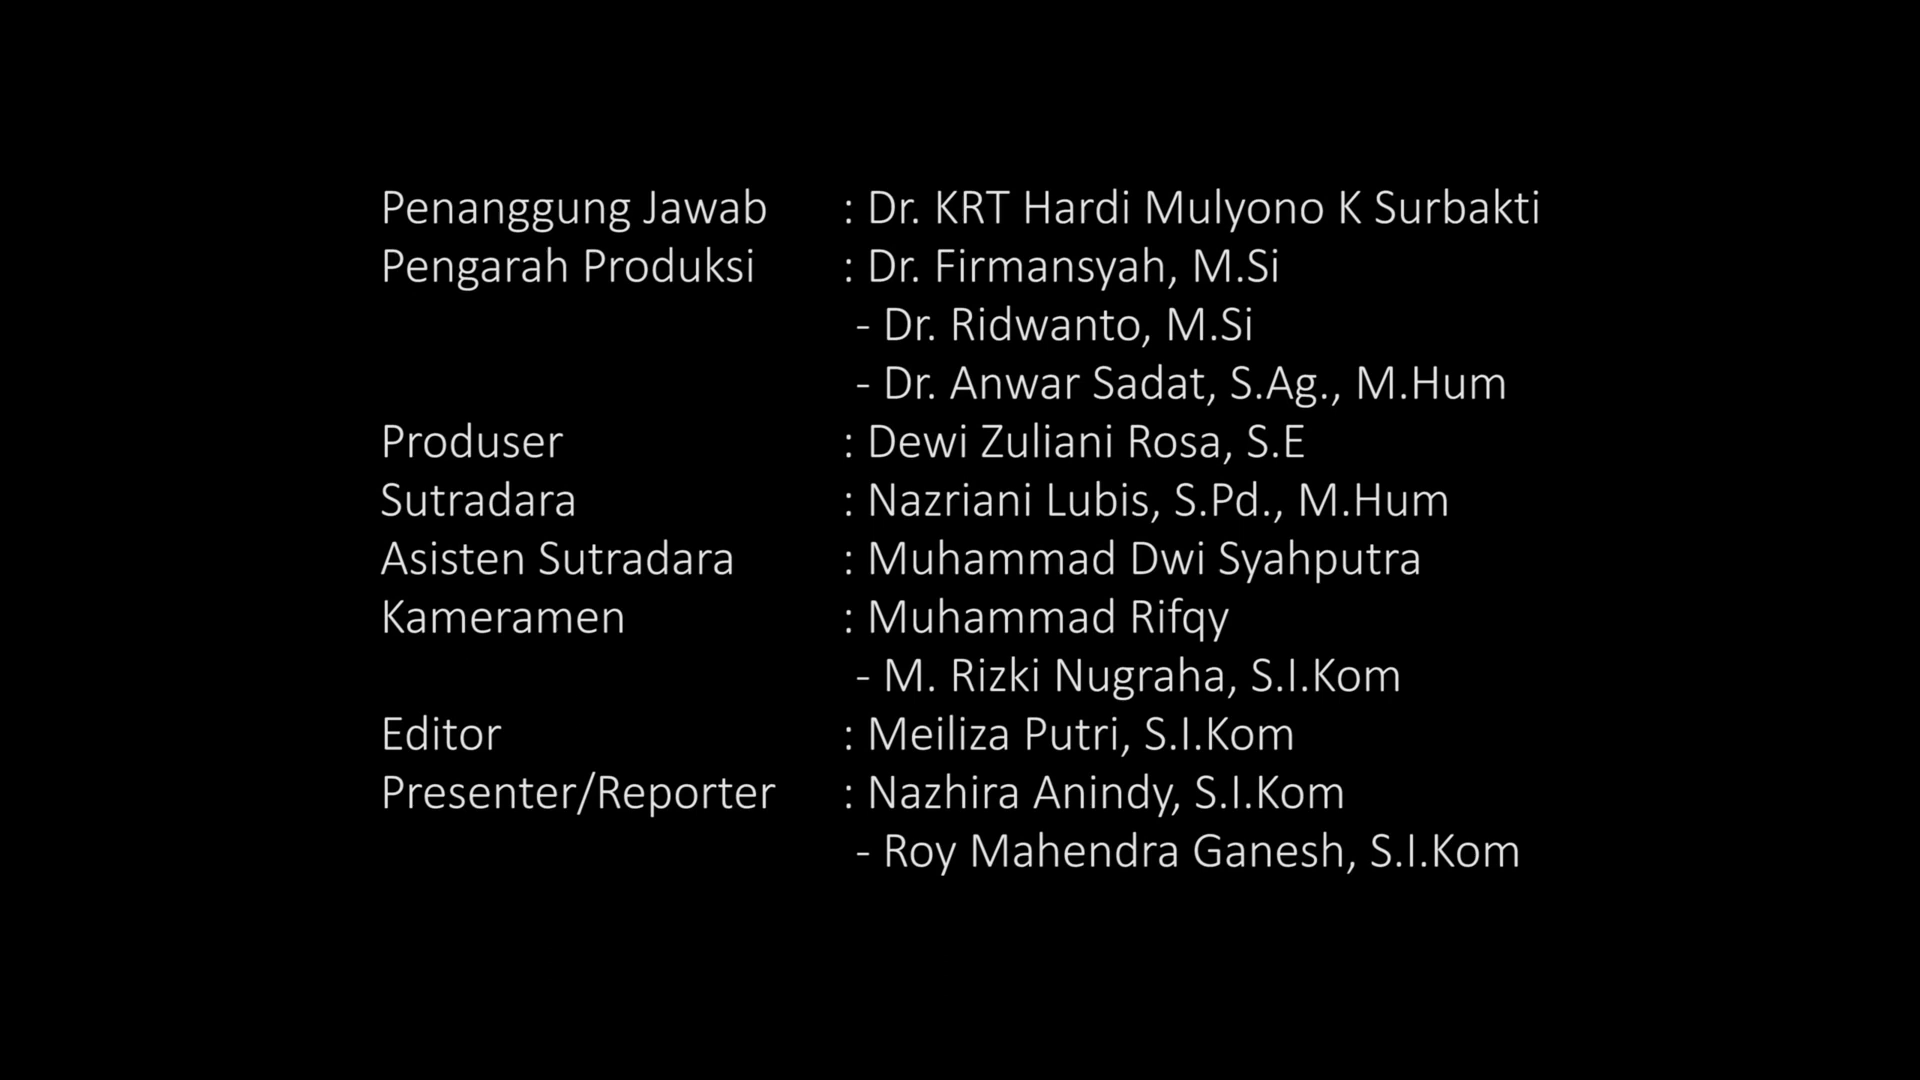 Penanggung Jawab : Dr. KRT Hardi Mulyono K Surbakti
Pengarah Produksi : Dr. Firmansyah, M.Si
- Dr. Ridwanto, M.Si
- Dr. Anwar Sadat, S.Ag., M.Hum
Produser : Dewi Zuliani Rosa, S.E
Sutradara : Nazriani Lubis, S.Pd., M.Hum
Asisten Sutradara : Muhammad Dwi Syahputra
Kameramen : Muhammad Rifqy
- M. Rizki Nugraha, S.I.Kom
Editor : Meiliza Putri, S.I.Kom
Presenter/Reporter : Nazhira Anindy, S.I.Kom
- Roy Mahendra Ganesh, S.I.Kom